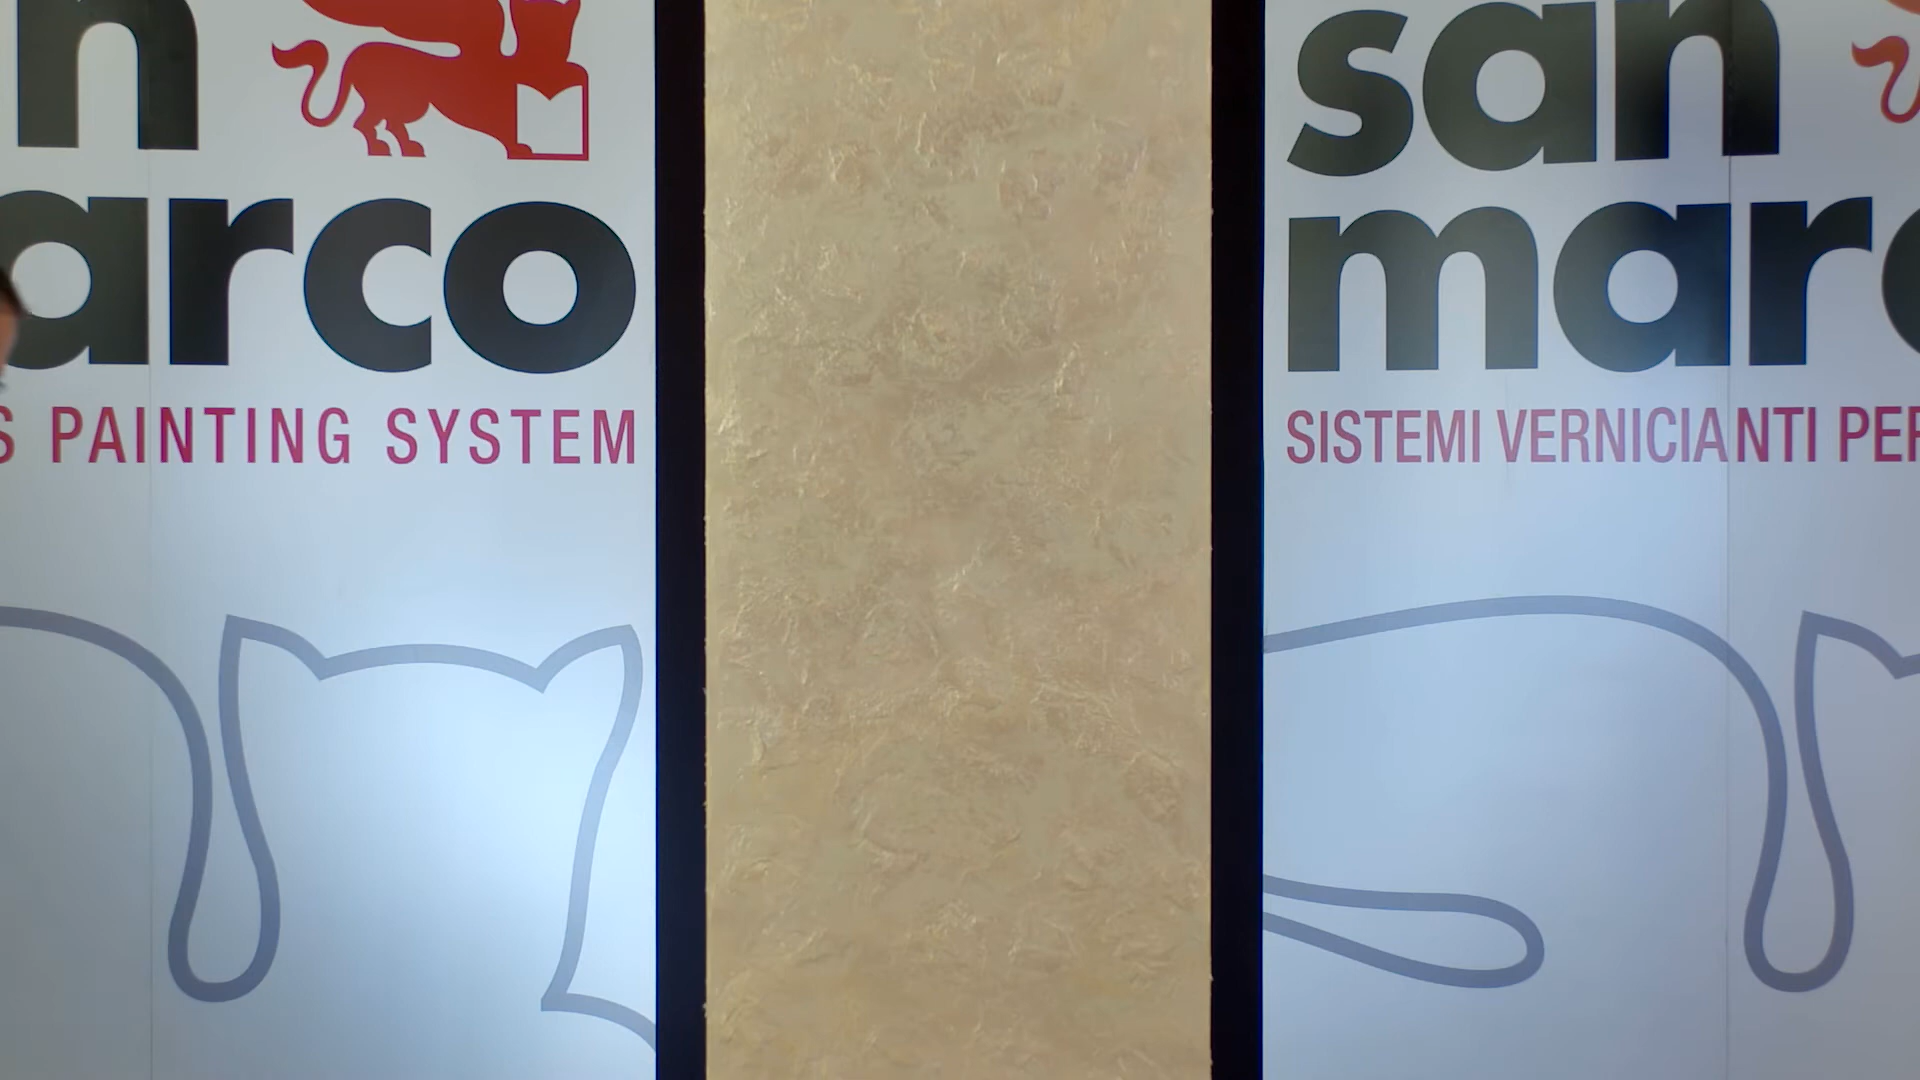 n
arco
S PAINTING SYSTEM
san
marc
SISTEMI VERNICIANTI PER